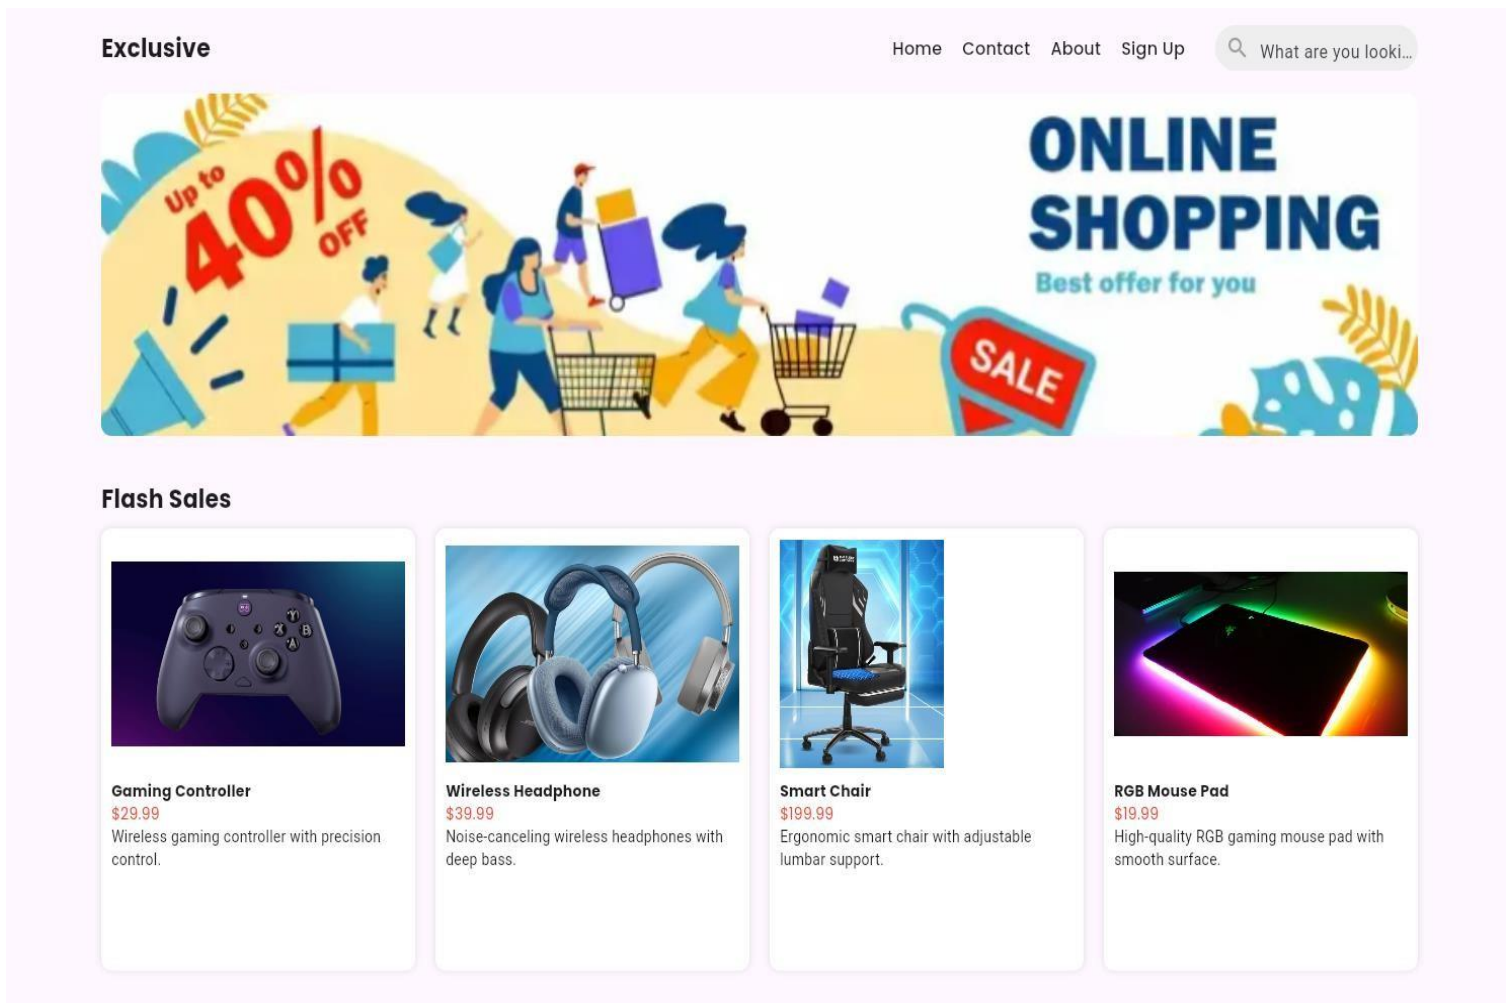 Exclusive
Home Contact About Sign Up What are you looki...
Up to
40%
OFF
ONLINE
SHOPPING
Best offer for you
SALE
Flash Sales
Gaming Controller
$29.99
Wireless gaming controller with precision
control.
Wireless Headphone
$39.99
Noise-canceling wireless headphones with
deep bass.
Smart Chair
$199.99
Ergonomic smart chair with adjustable
lumbar support.
RGB Mouse Pad
$19.99
High-quality RGB gaming mouse pad with
smooth surface.